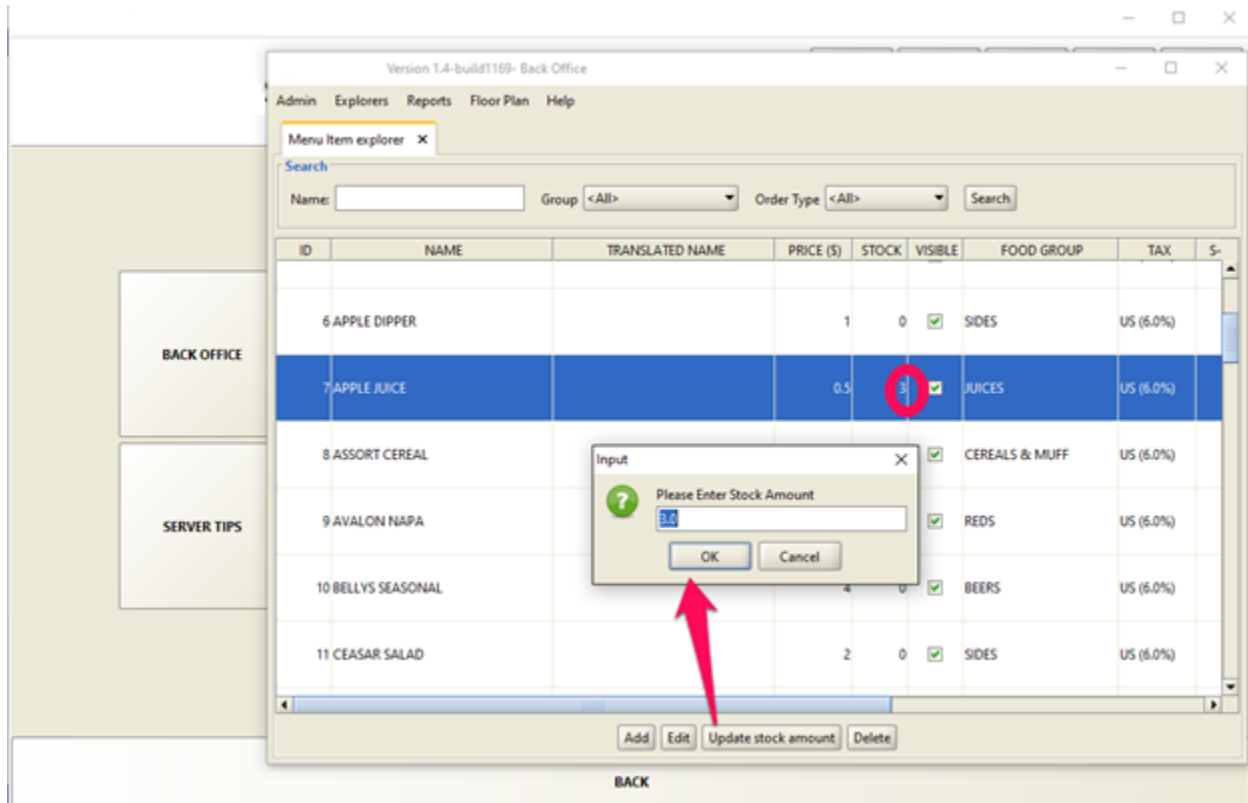 Version 1.4-build1169- Back Office
Admin Explorers Reports Floor Plan Help
Menu Item explorer
Search
Name: Group <All> Order Type <All> Search
ID NAME TRANSLATED NAME PRICE ($) STOCK VISIBLE FOOD GROUP TAX S-
6 APPLE DIPPER 1 0 SIDES US (6.0%)
BACK OFFICE
7 APPLE JUICE 0.5 3 JUICES US (6.0%)
8 ASSORT CEREAL CEREALS & MUFF US (6.0%)
Input
Please Enter Stock Amount
3.0
SERVER TIPS
9 AVALON NAPA REDS US (6.0%)
OK Cancel
10 BELLYS SEASONAL 4 0 BEERS US (6.0%)
11 CEASAR SALAD 2 0 SIDES US (6.0%)
Add Edit Update stock amount Delete
BACK